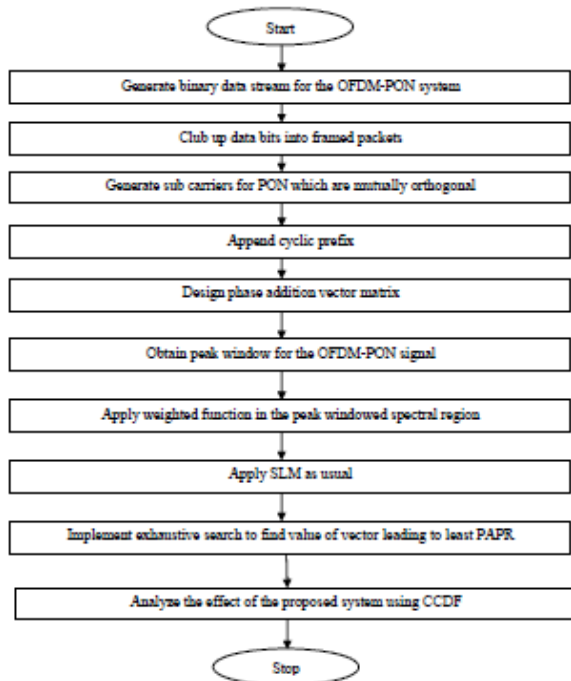 Start
Generate binary data stream for the OFDM-PON system
Club up data bits into framed packets
Generate sub carriers for PON which are mutually orthogonal
Append cyclic prefix
Design phase addition vector matrix
Obtain peak window for the OFDM-PON signal
Apply weighted function in the peak windowed spectral region
Apply SLM as usual
Implement exhaustive search to find value of vector leading to least PAPR
Analyze the effect of the proposed system using CCDF
Stop